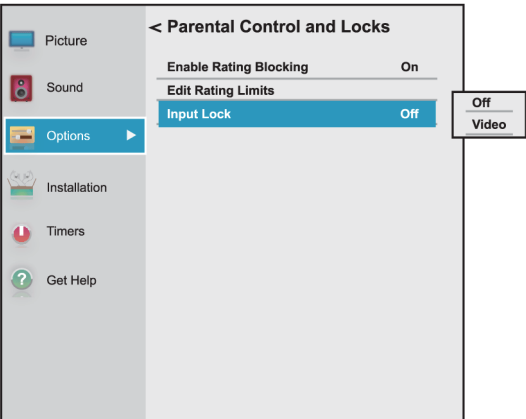 Picture
Sound
Options
Installation
Timers
Get Help
< Parental Control and Locks
Enable Rating Blocking On
Edit Rating Limits
Input Lock Off
Off
Video